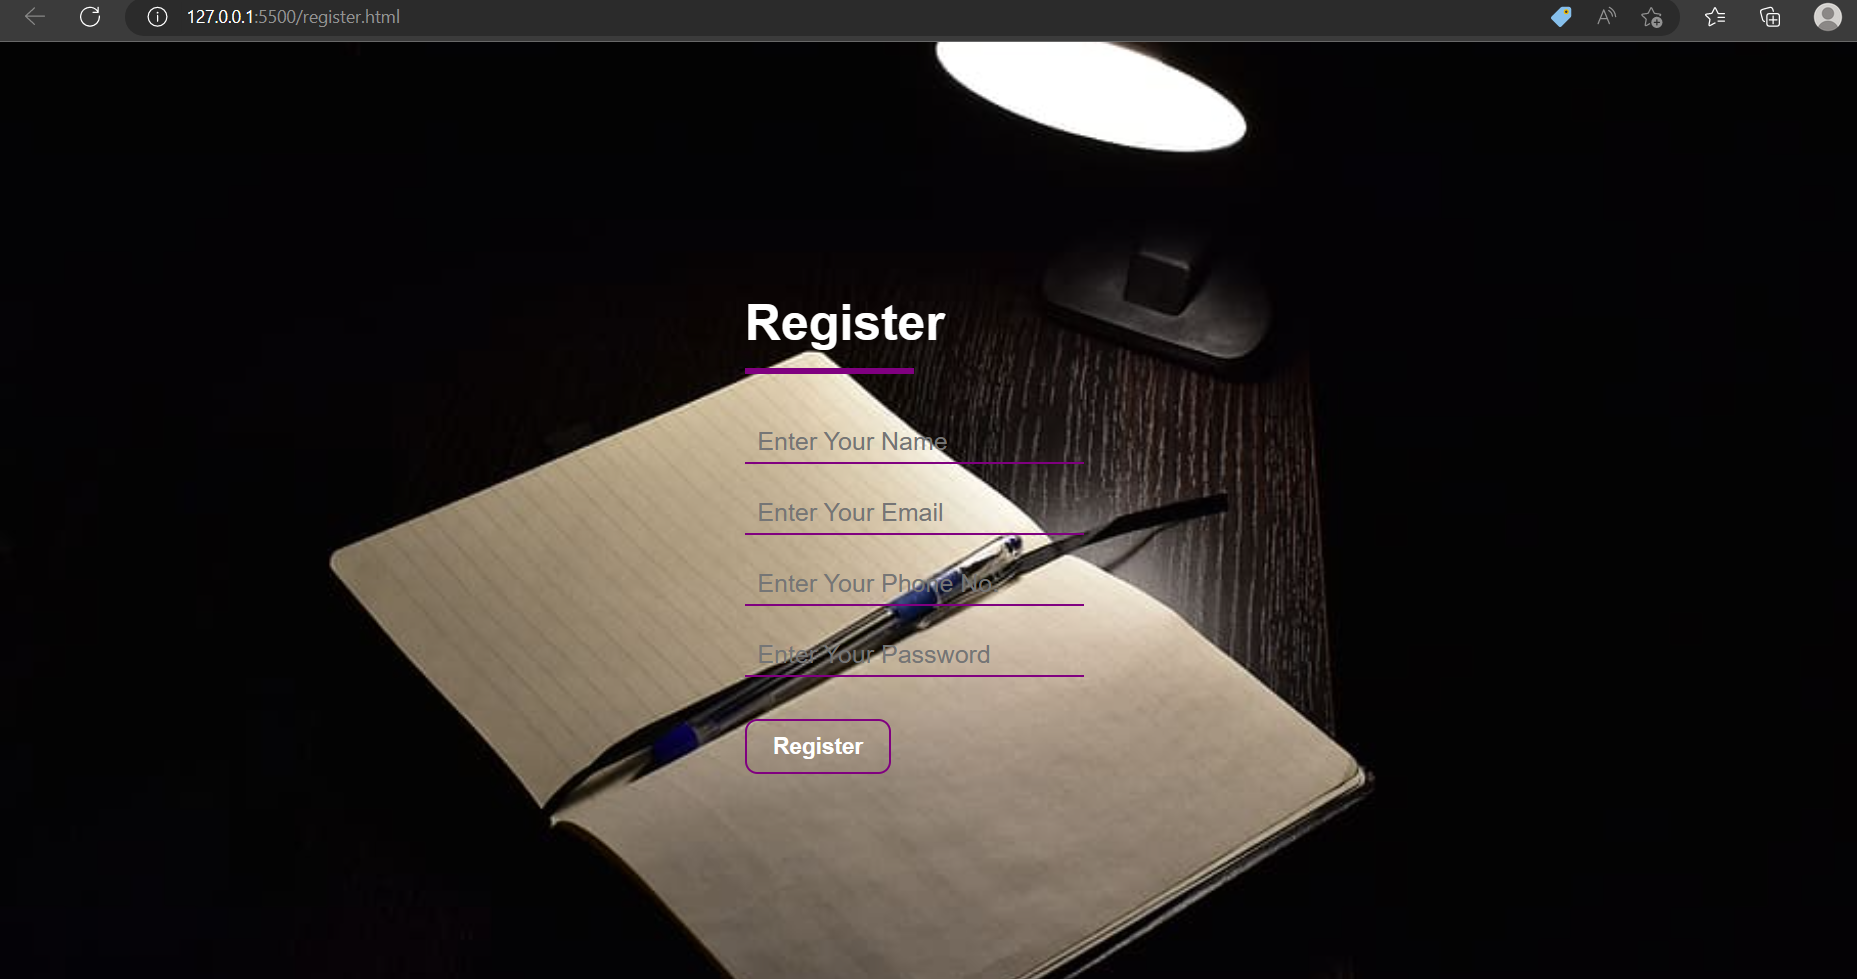 127.0.0.1:5500/register.html
Register
Enter Your Name
Enter Your Email
Enter Your Phone No.
Enter Your Password
Register